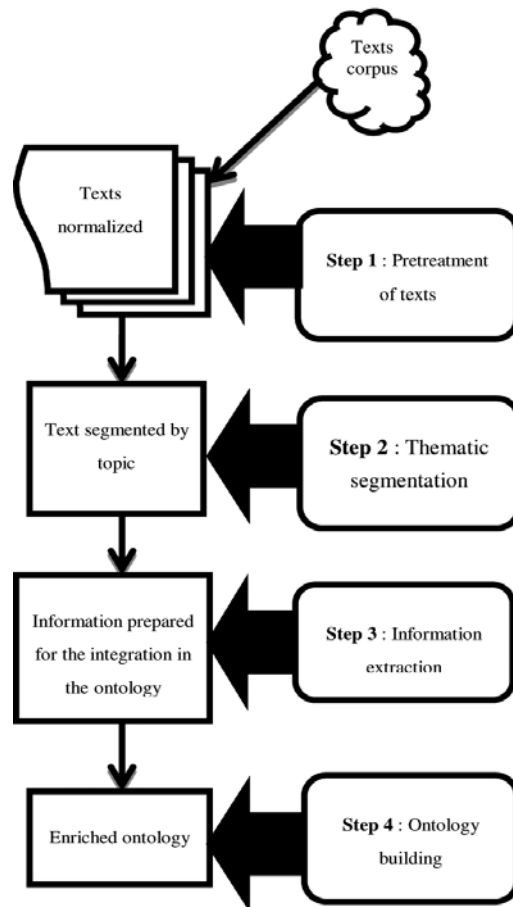 Texts
corpus
Texts
normalized
Step 1 : Pretreatment
of texts
Text segmented by
topic
Step 2 : Thematic
segmentation
Information prepared
for the integration in
the ontology
Step 3 : Information
extraction
Enriched ontology
Step 4 : Ontology
building